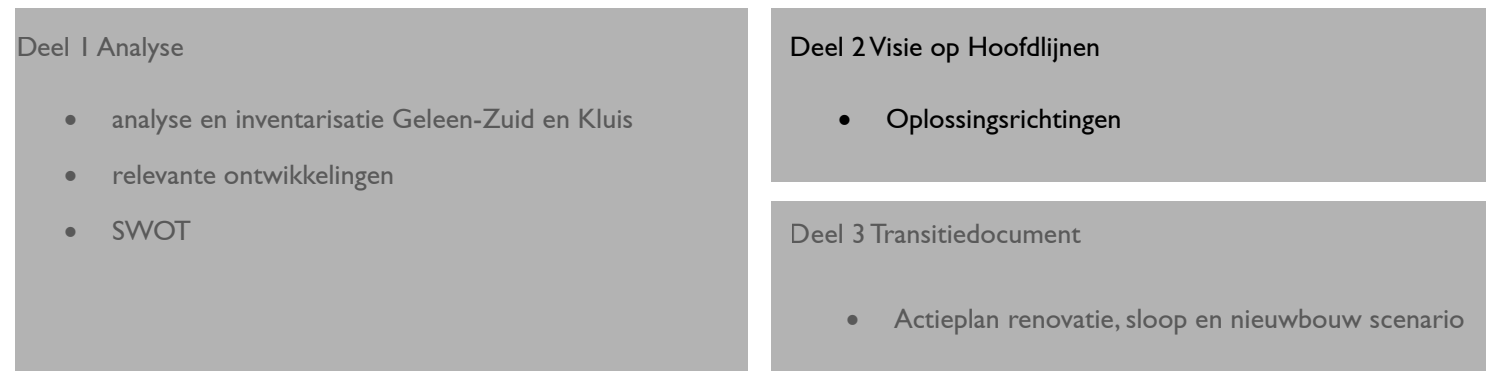 Deel 1 Analyse
• analyse en inventarisatie Geleen-Zuid en Kluis
• relevante ontwikkelingen
• SWOT
Deel 2 Visie op Hoofdlijnen
• Oplossingsrichtingen
Deel 3 Transitiedocument
• Actieplan renovatie, sloop en nieuwbouw scenario